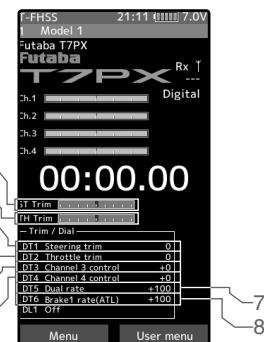 T-FHSS 21:11 7.0V
1 Model 1
Futaba T7PX
Futaba
T7PX
Rx
---
Digital
Ch.1
Ch.2
Ch.3
Ch.4
00:00.00
ST Trim
TH Trim
Trim / Dial
DT1 Steering trim 0
DT2 Throttle trim 0
DT3 Channel 3 control +0
DT4 Channel 4 control +0
DT5 Dual rate +100
DT6 Brake1 rate(ATL) +100
DL1 Off
7
8
Menu User menu